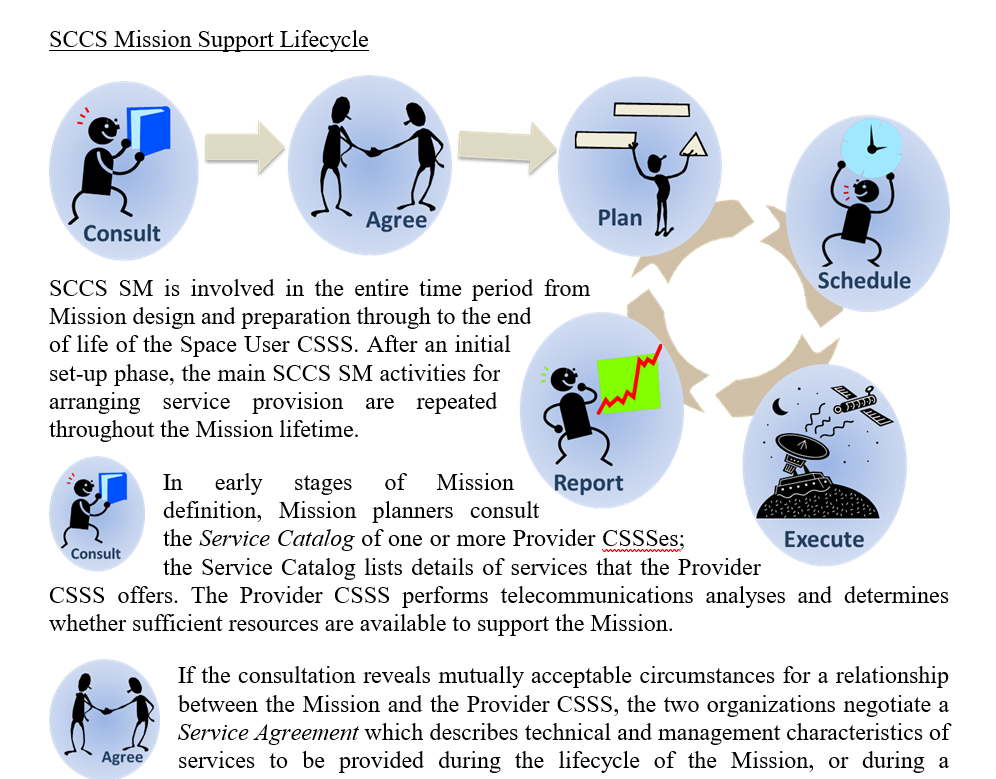 SCCS Mission Support Lifecycle
Consult
Agree
Plan
Schedule
SCCS SM is involved in the entire time period from
Mission design and preparation through to the end
of life of the Space User CSSS. After an initial
set-up phase, the main SCCS SM activities for
arranging service provision are repeated
throughout the Mission lifetime.
Report
Execute
Consult
In early stages of Mission
definition, Mission planners consult
the Service Catalog of one or more Provider CSSSes;
the Service Catalog lists details of services that the Provider
CSSS offers. The Provider CSSS performs telecommunications analyses and determines
whether sufficient resources are available to support the Mission.
Agree
If the consultation reveals mutually acceptable circumstances for a relationship
between the Mission and the Provider CSSS, the two organizations negotiate a
Service Agreement which describes technical and management characteristics of
services to be provided during the lifecycle of the Mission, or during a